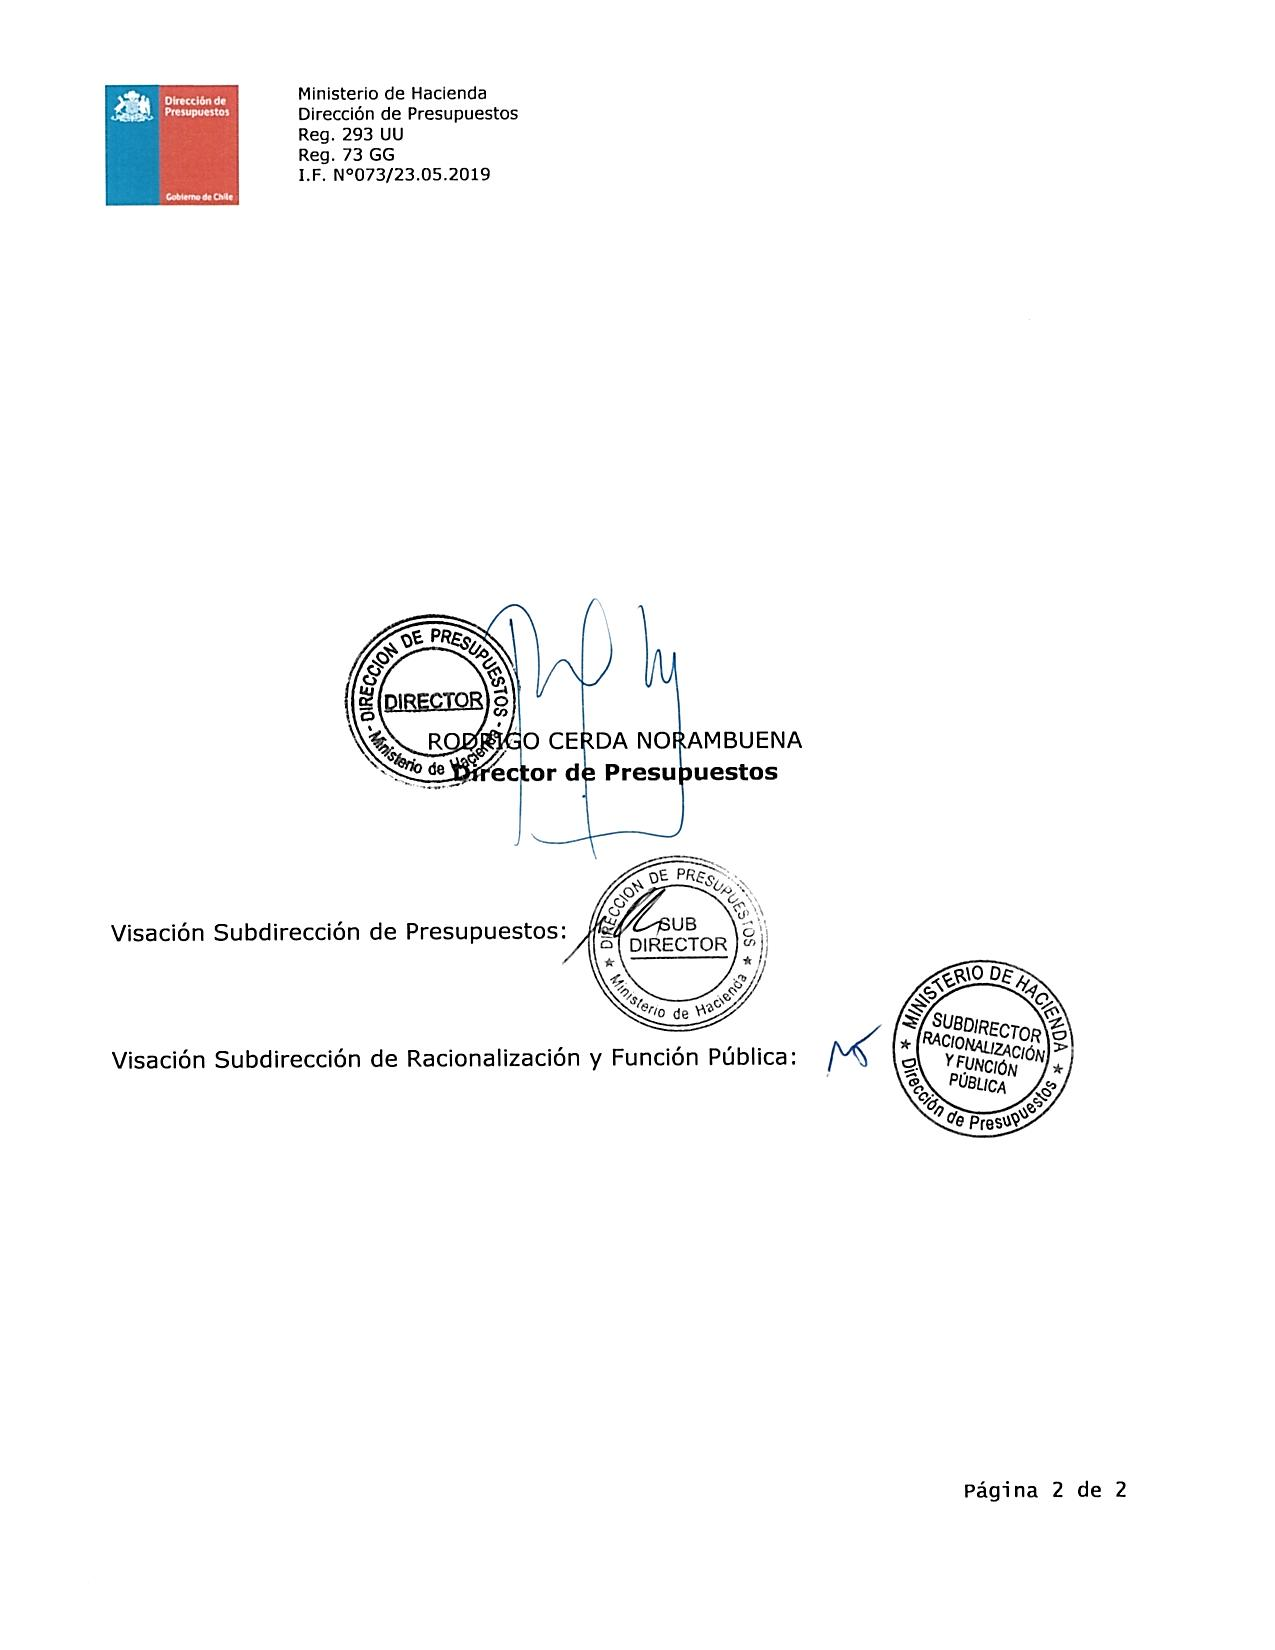 Dirección de
Presupuestos
Gobierno de Chile
Ministerio de Hacienda
Dirección de Presupuestos
Reg. 293 UU
Reg. 73 GG
I.F. N°073/23.05.2019
- DIRECCION DE PRESUPUESTOS -
DIRECTOR
Ministerio de Hacienda
RODRIGO CERDA NORAMBUENA
Director de Presupuestos
Visación Subdirección de Presupuestos:
DIRECCION DE PRESUPUESTOS
SUB
DIRECTOR
★ Ministerio de Hacienda ★
Visación Subdirección de Racionalización y Función Pública:
MINISTERIO DE HACIENDA
SUBDIRECTOR
RACIONALIZACIÓN
Y FUNCIÓN
PÚBLICA
★ Dirección de Presupuestos ★
Página 2 de 2